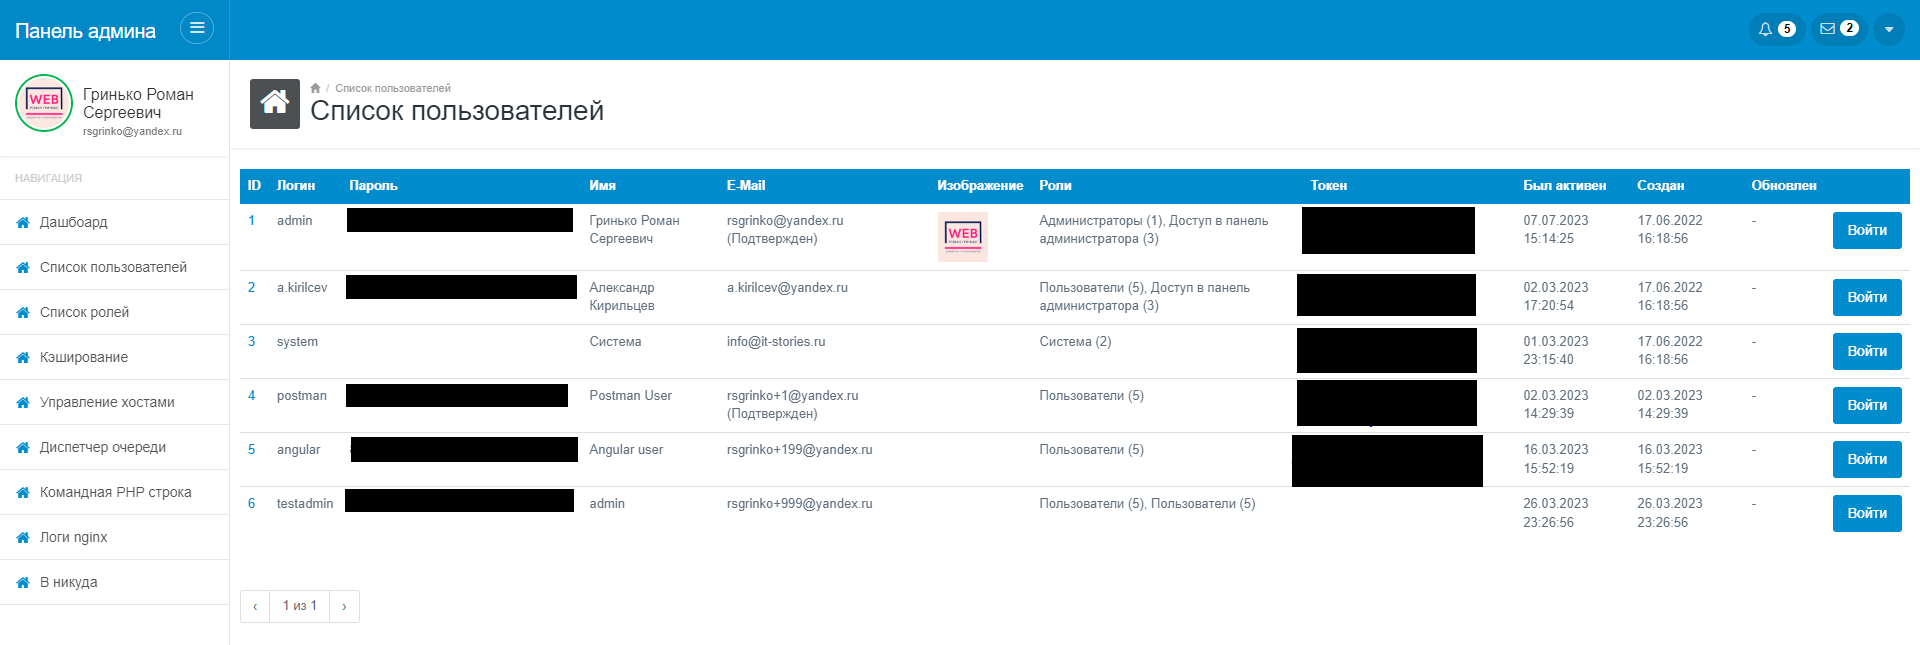 Панель админа
5
2
WEB
РОМАН ГРИНЬКО
Гринько Роман
Сергеевич
rsgrinko@yandex.ru
НАВИГАЦИЯ
Дашбоард
Список пользователей
Список ролей
Кэширование
Управление хостами
Диспетчер очереди
Командная PHP строка
Логи nginx
В никуда
/ Список пользователей
Список пользователей
ID Логин Пароль Имя E-Mail Изображение Роли Токен Был активен Создан Обновлен
1 admin Гринько Роман rsgrinko@yandex.ru WEB Администраторы (1), Доступ в панель 07.07.2023 17.06.2022 - Войти
Сергеевич (Подтвержден) РОМАН ГРИНЬКО администратора (3) 15:14:25 16:18:56
2 a.kirilcev Александр a.kirilcev@yandex.ru Пользователи (5), Доступ в панель 02.03.2023 17.06.2022 - Войти
Кирильцев администратора (3) 17:20:54 16:18:56
3 system Система info@it-stories.ru Система (2) 01.03.2023 17.06.2022 - Войти
23:15:40 16:18:56
4 postman Postman User rsgrinko+1@yandex.ru Пользователи (5) 02.03.2023 02.03.2023 - Войти
(Подтвержден) 14:29:39 14:29:39
5 angular Angular user rsgrinko+199@yandex.ru Пользователи (5) 16.03.2023 16.03.2023 - Войти
15:52:19 15:52:19
6 testadmin admin rsgrinko+999@yandex.ru Пользователи (5), Пользователи (5) 26.03.2023 26.03.2023 - Войти
23:26:56 23:26:56
‹ 1 из 1 ›